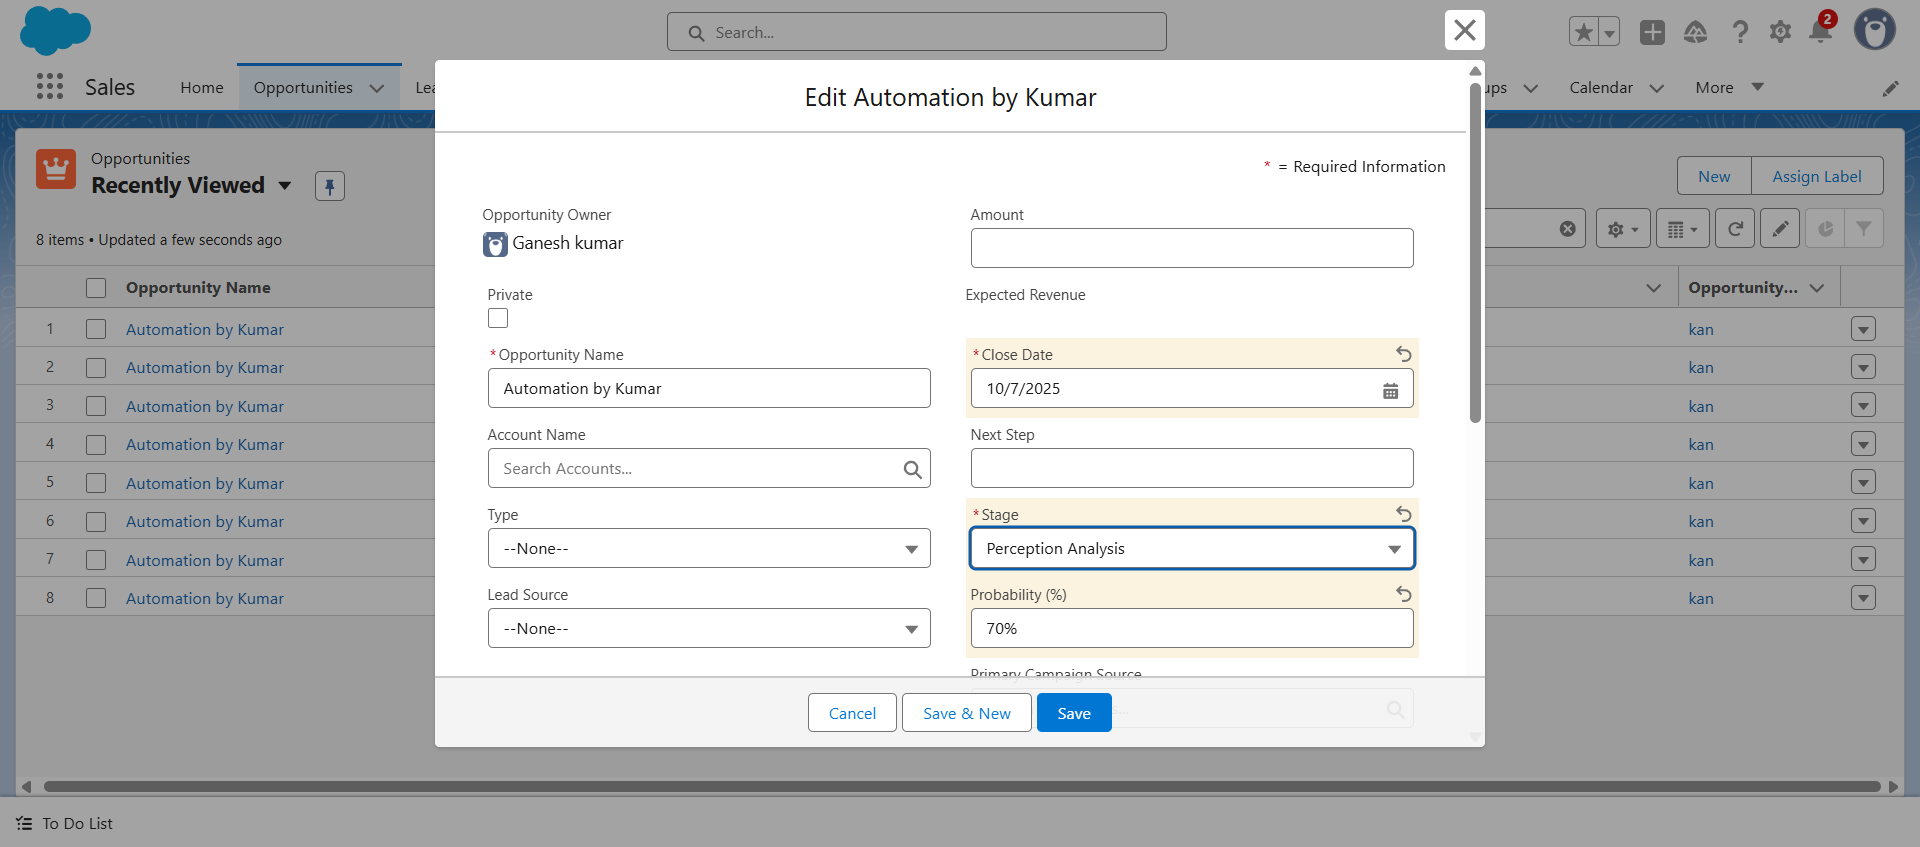 Search...
2
Sales
Home
Opportunities
Calendar
More
Edit Automation by Kumar
* = Required Information
Opportunities
Recently Viewed
New
Assign Label
8 items • Updated a few seconds ago
Opportunity Owner
Ganesh kumar
Amount
Private
Expected Revenue
*Opportunity Name
Automation by Kumar
*Close Date
10/7/2025
Account Name
Search Accounts...
Next Step
Type
--None--
*Stage
Perception Analysis
Lead Source
--None--
Probability (%)
70%
Primary Campaign Source
Cancel
Save & New
Save
Opportunity Name
Opportunity...
1 Automation by Kumar kan
2 Automation by Kumar kan
3 Automation by Kumar kan
4 Automation by Kumar kan
5 Automation by Kumar kan
6 Automation by Kumar kan
7 Automation by Kumar kan
8 Automation by Kumar kan
To Do List